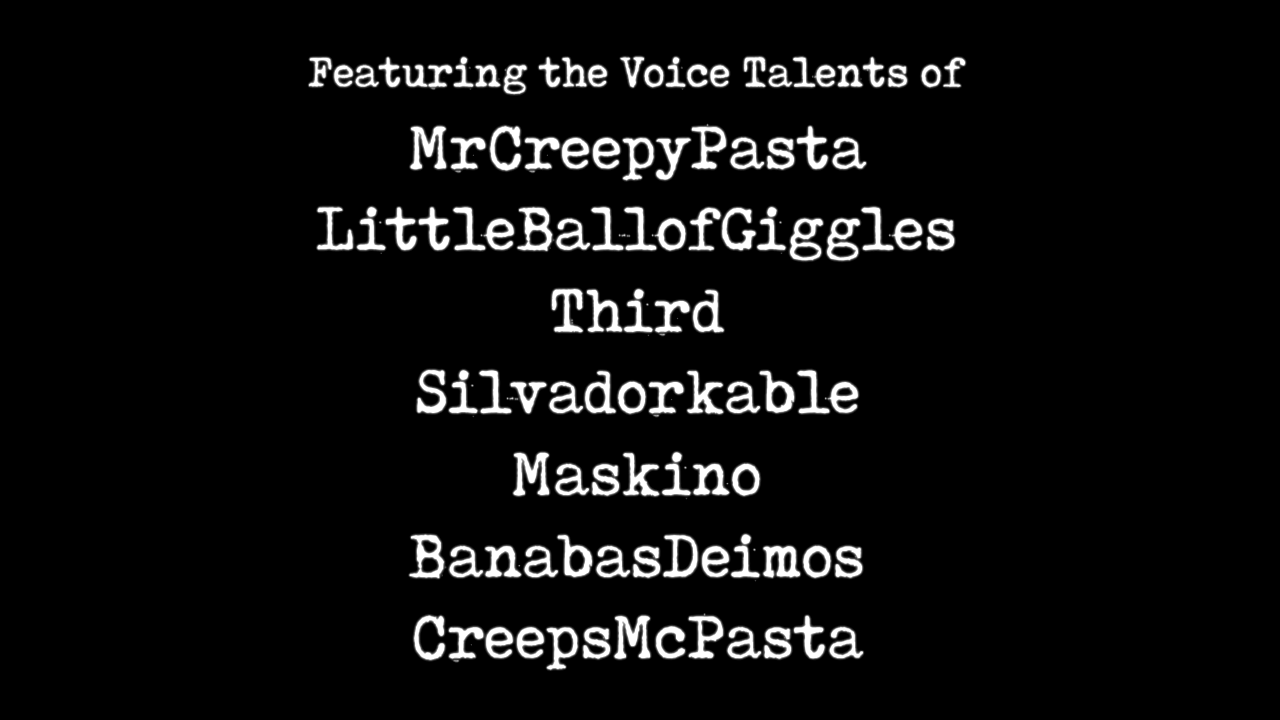 Featuring the Voice Talents of
MrCreepyPasta
LittleBallofGiggles
Third
Silvadorkable
Maskino
BanabasDeimos
CreepsMcPasta